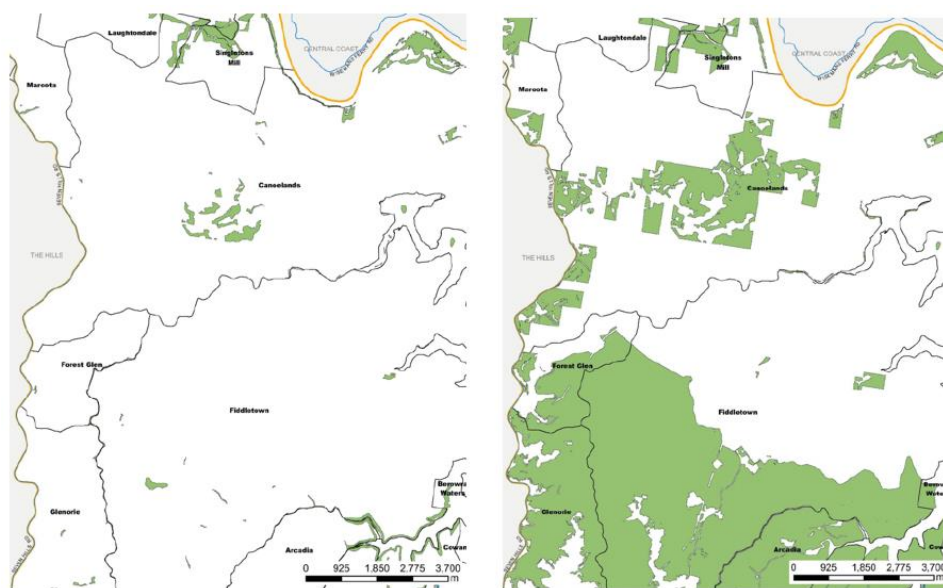 Laughtondale
CENTRAL COAST
Singletons
Mill
Maroota
Canoelands
THE HILLS
Forest Glen
Fiddletown
Berowra
Waters
Glenorie
Arcadia
Cowan
0 925 1,850 2,775 3,700
m
Laughtondale
CENTRAL COAST
Singletons
Mill
Maroota
Canoelands
THE HILLS
Forest Glen
Fiddletown
Glenorie
Arcadia
0 925 1,850 2,775 3,700